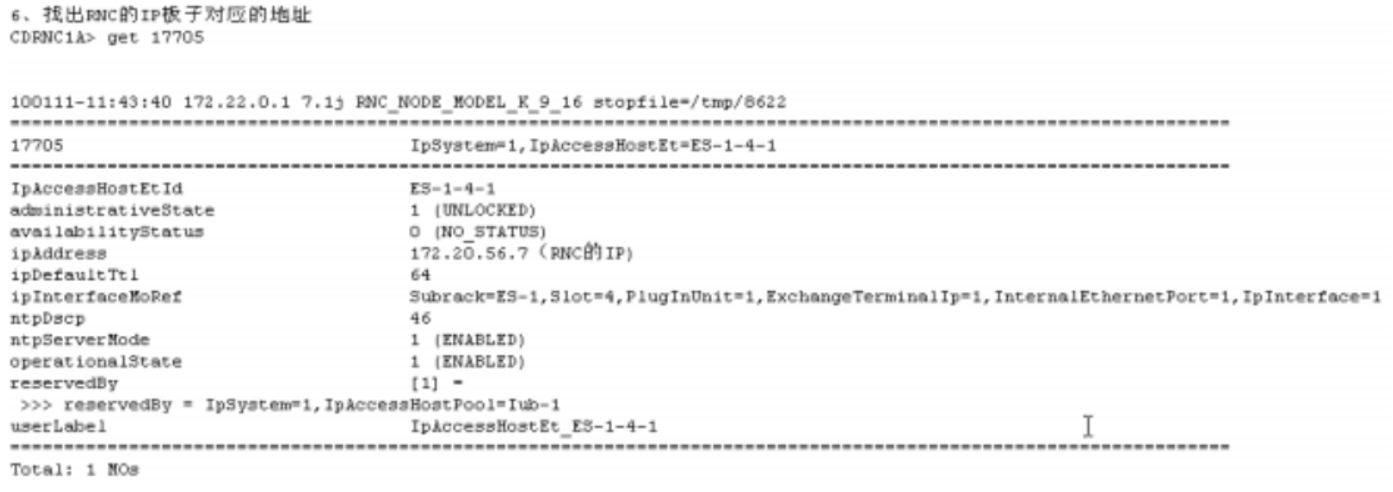 6、找出RNC的IP板子对应的地址
CDRNC1A> get 17705
100111-11:43:40 172.22.0.1 7.1j RNC_NODE_MODEL_K_9_16 stopfile=/tmp/8622
=================================================================================================================
17705 IpSystem=1,IpAccessHostEt=ES-1-4-1
=================================================================================================================
IpAccessHostEtId ES-1-4-1
administrativeState 1 (UNLOCKED)
availabilityStatus 0 (NO_STATUS)
ipAddress 172.20.56.7（RNC的IP)
ipDefaultTtl 64
ipInterfaceMoRef Subrack=ES-1,Slot=4,PlugInUnit=1,ExchangeTerminalIp=1,InternalEthernetPort=1,IpInterface=1
ntpDscp 46
ntpServerMode 1 (ENABLED)
operationalState 1 (ENABLED)
reservedBy [1] =
>>> reservedBy = IpSystem=1,IpAccessHostPool=Iub-1
userLabel IpAccessHostEt_ES-1-4-1
=================================================================================================================
Total: 1 MOs